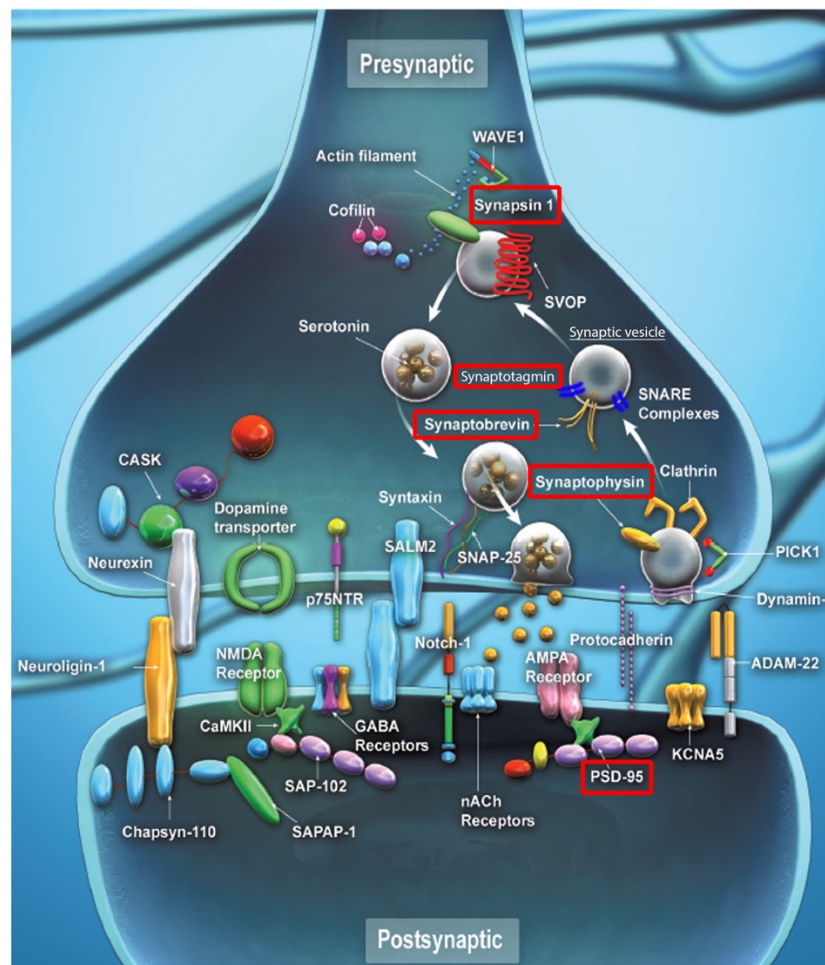 Presynaptic
WAVE1
Actin filament
Synapsin 1
Cofilin
SVOP
Serotonin
Synaptic vesicle
Synaptotagmin
SNARE
Complexes
Synaptobrevin
CASK
Synaptophysin
Clathrin
Dopamine
transporter
Syntaxin
SALM2
SNAP-25
PICK1
Neurexin
p75NTR
Dynamin-
Notch-1
Protocadherin
Neuroligin-1
NMDA
Receptor
AMPA
Receptor
ADAM-22
CaMKII
GABA
Receptors
KCNA5
SAP-102
PSD-95
nACh
Receptors
Chapsyn-110
SAPAP-1
Postsynaptic